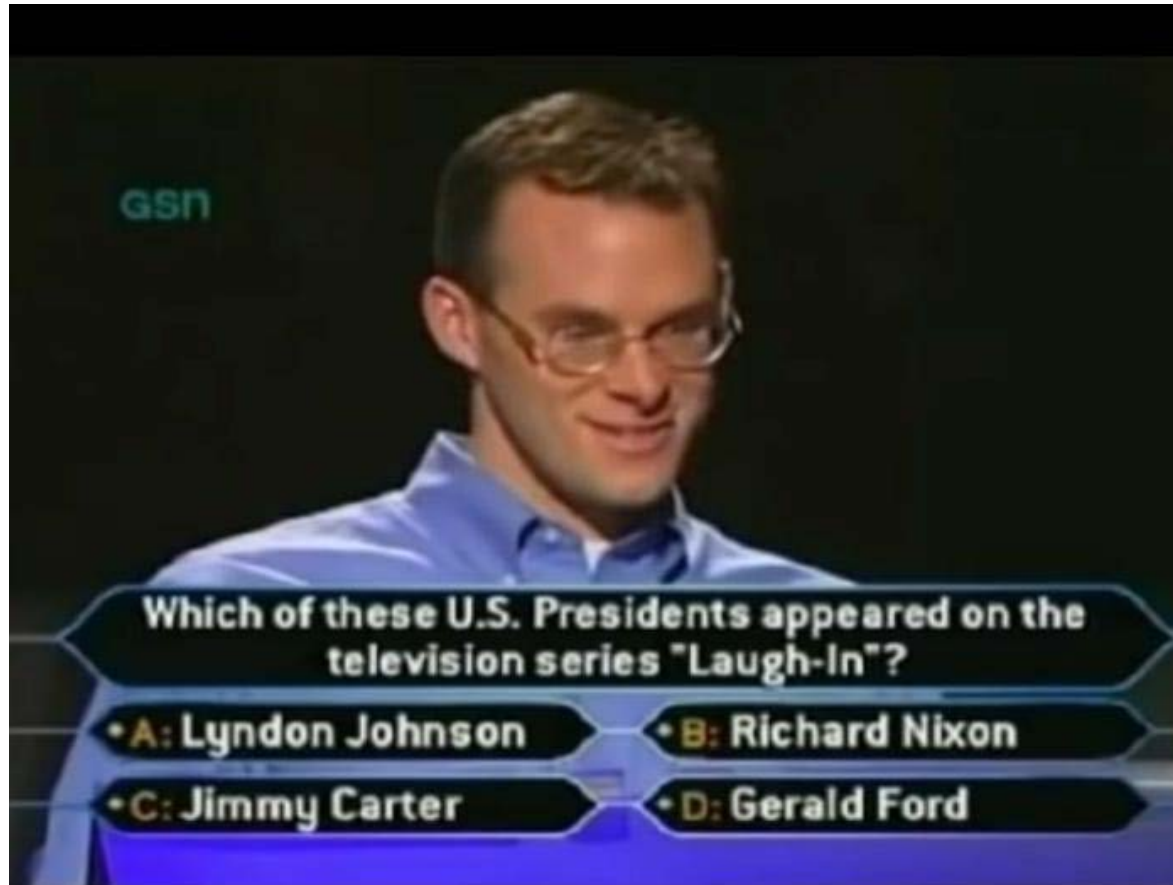 GSN
Which of these U.S. Presidents appeared on the
television series "Laugh-In"?
•A: Lyndon Johnson
•B: Richard Nixon
•C: Jimmy Carter
•D: Gerald Ford